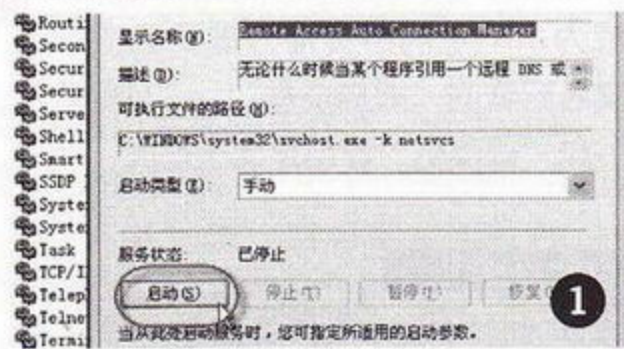 Routi
Secon
Secur
Secur
Serve
Shell
Smart
SSDP
Syste
Syste
Task
TCP/I
Telep
Telne
Termi
显示名称(N):
Remote Access Auto Connection Manager
描述(D):
无论什么时候当某个程序引用一个远程 DNS 或
可执行文件的路径(H):
C:\WINDOWS\system32\svchost.exe -k netsvcs
启动类型(E):
手动
服务状态:
已停止
启动(S)
停止(T)
暂停(P)
恢复
1
当从此处启动服务时，您可指定所适用的启动参数。